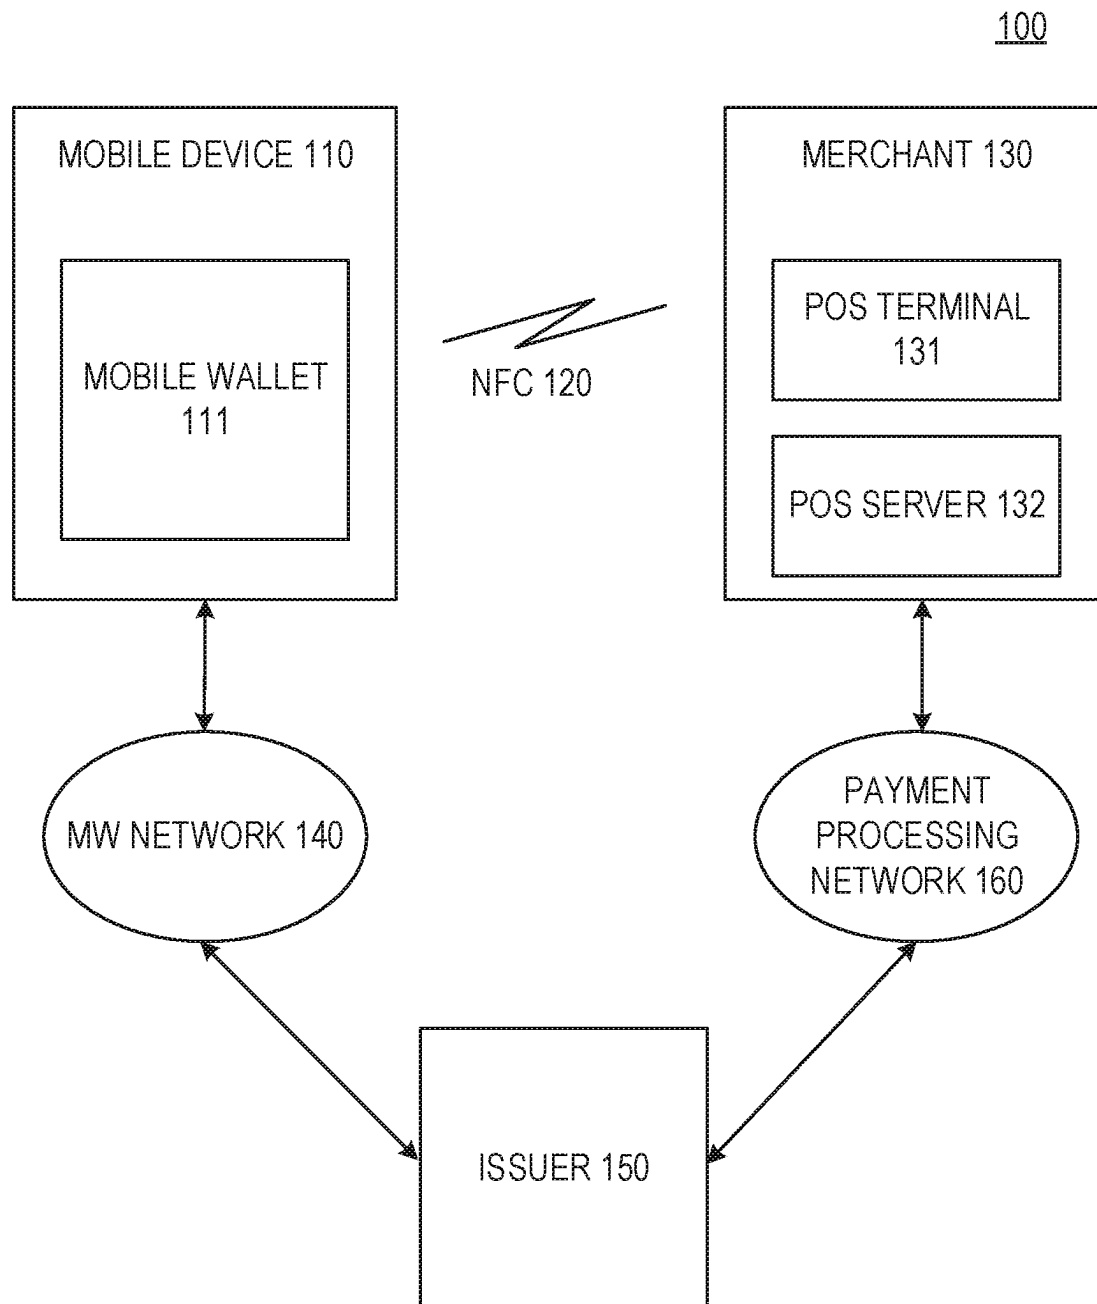 100
MOBILE DEVICE 110
MERCHANT 130
MOBILE WALLET
111
NFC 120
POS TERMINAL
131
POS SERVER 132
MW NETWORK 140
PAYMENT
PROCESSING
NETWORK 160
ISSUER 150